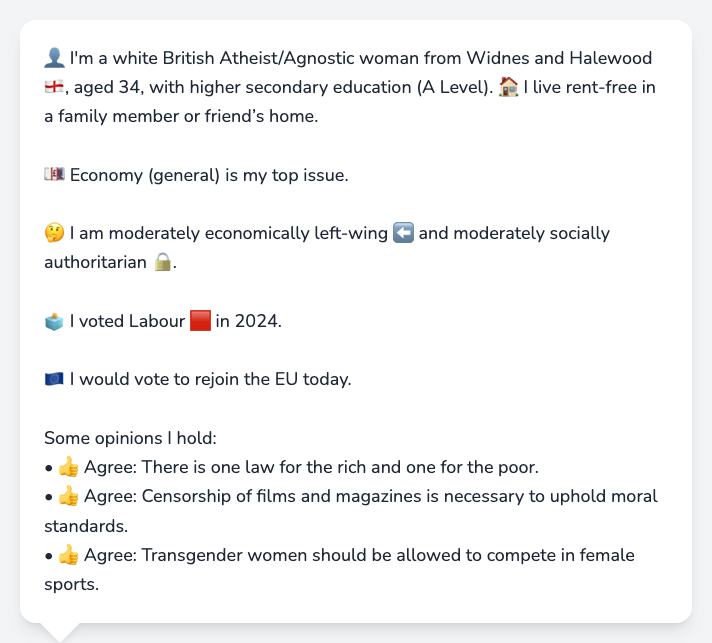 👤 I'm a white British Atheist/Agnostic woman from Widnes and Halewood
🏴󠁧󠁢󠁥󠁮󠁧󠁿, aged 34, with higher secondary education (A Level). 🏠 I live rent-free in
a family member or friend’s home.
💷 Economy (general) is my top issue.
🤔 I am moderately economically left-wing ⬅️ and moderately socially
authoritarian 🔒.
🗳️ I voted Labour 🟥 in 2024.
🇪🇺 I would vote to rejoin the EU today.
Some opinions I hold:
• 👍 Agree: There is one law for the rich and one for the poor.
• 👍 Agree: Censorship of films and magazines is necessary to uphold moral
standards.
• 👍 Agree: Transgender women should be allowed to compete in female
sports.